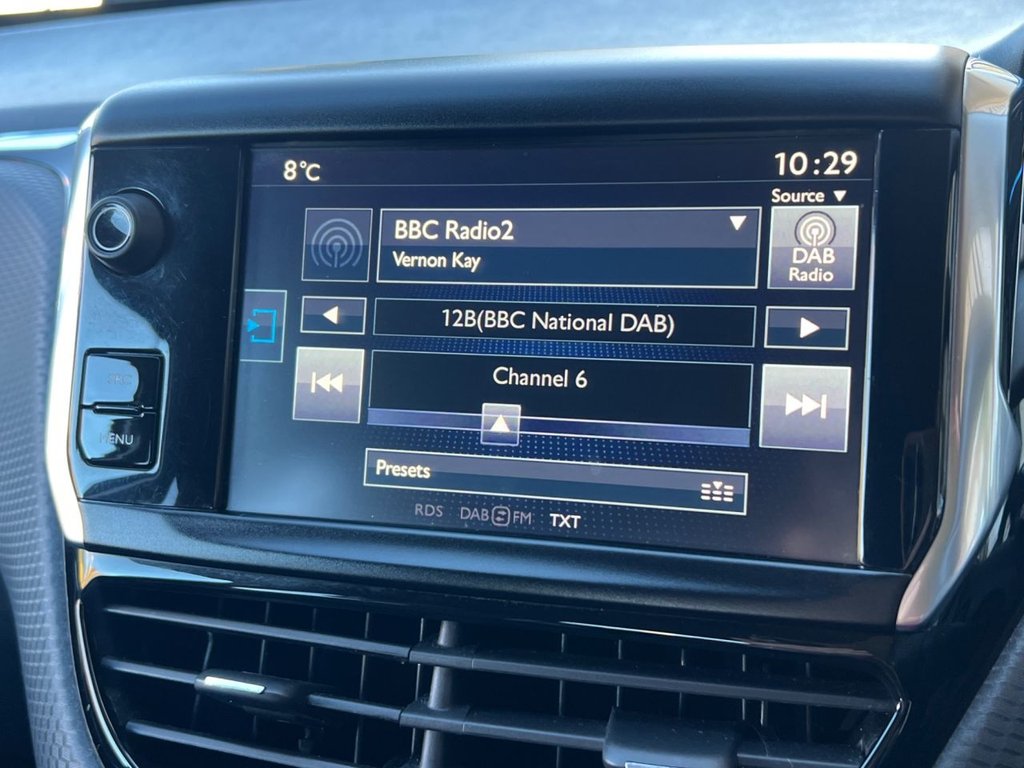 8°C
10:29
Source
BBC Radio2
Vernon Kay
DAB
Radio
12B(BBC National DAB)
Channel 6
Presets
RDS DAB FM TXT
SRC
MENU